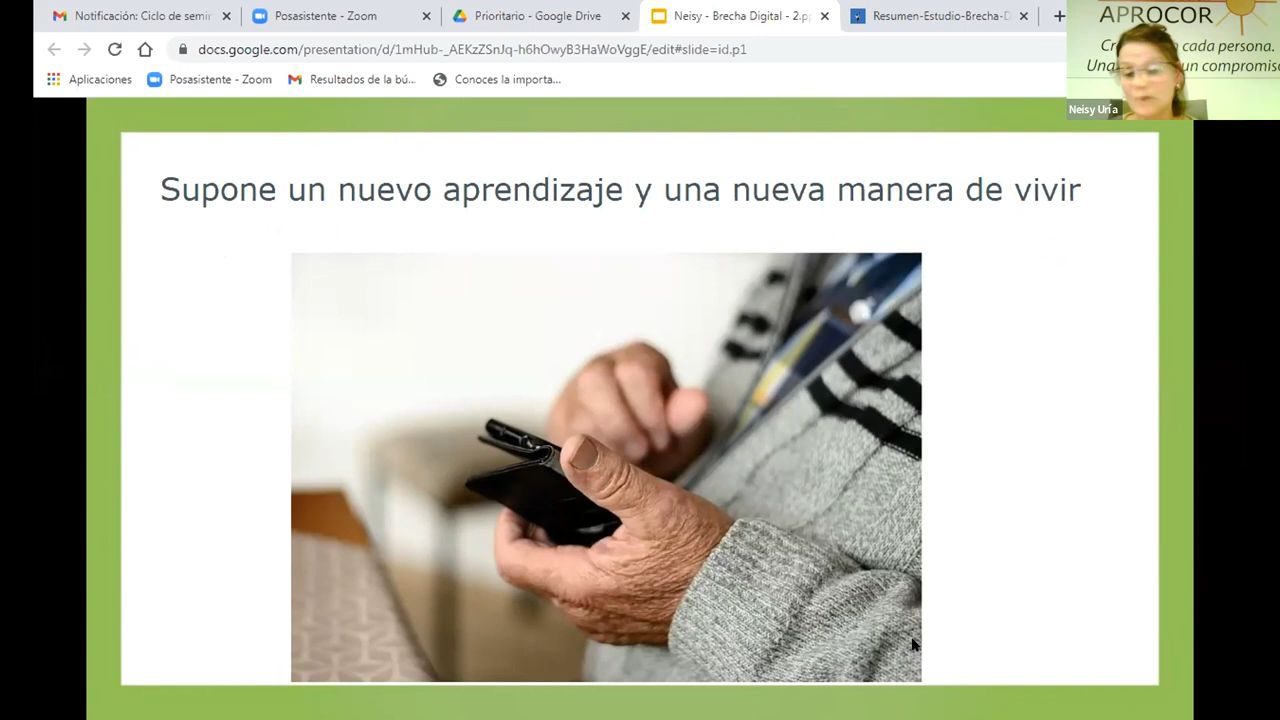 Notificación: Ciclo de semir
Posasistente - Zoom
Prioritario - Google Drive
Neisy - Brecha Digital - 2.p
Resumen-Estudio-Brecha-D
docs.google.com/presentation/d/1mHub-_AEKzZSnJq-h6hOwyB3HaWoVggE/edit#slide=id.p1
Aplicaciones
Posasistente - Zoom
Resultados de la bú...
Conoces la importa...
APROCOR
cada persona.
un compromiso
Neisy Uría
Supone un nuevo aprendizaje y una nueva manera de vivir